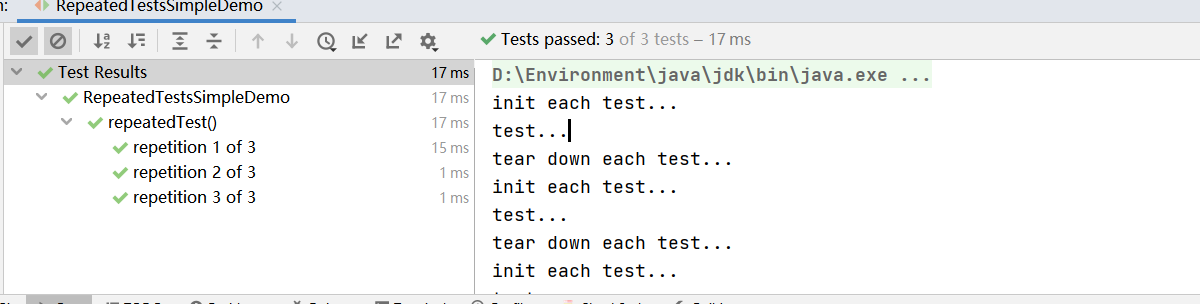 RepeatedTestsSimpleDemo
Tests passed: 3 of 3 tests – 17 ms
Test Results 17 ms
RepeatedTestsSimpleDemo 17 ms
repeatedTest() 17 ms
repetition 1 of 3 15 ms
repetition 2 of 3 1 ms
repetition 3 of 3 1 ms
D:\Environment\java\jdk\bin\java.exe ...
init each test...
test...
tear down each test...
init each test...
test...
tear down each test...
init each test...